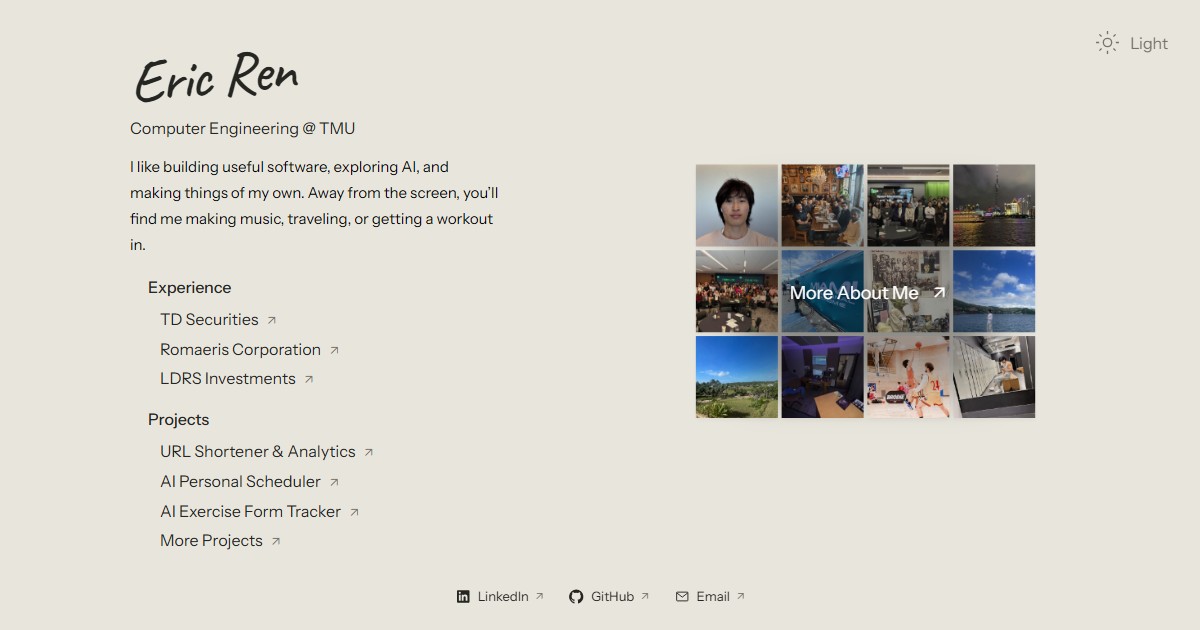 Light
Eric Ren
Computer Engineering @ TMU
I like building useful software, exploring AI, and
making things of my own. Away from the screen, you'll
find me making music, traveling, or getting a workout
in.
More About Me
Experience
TD Securities
Romaeris Corporation
LDRS Investments
Projects
URL Shortener & Analytics
AI Personal Scheduler
AI Exercise Form Tracker
More Projects
LinkedIn
GitHub
Email